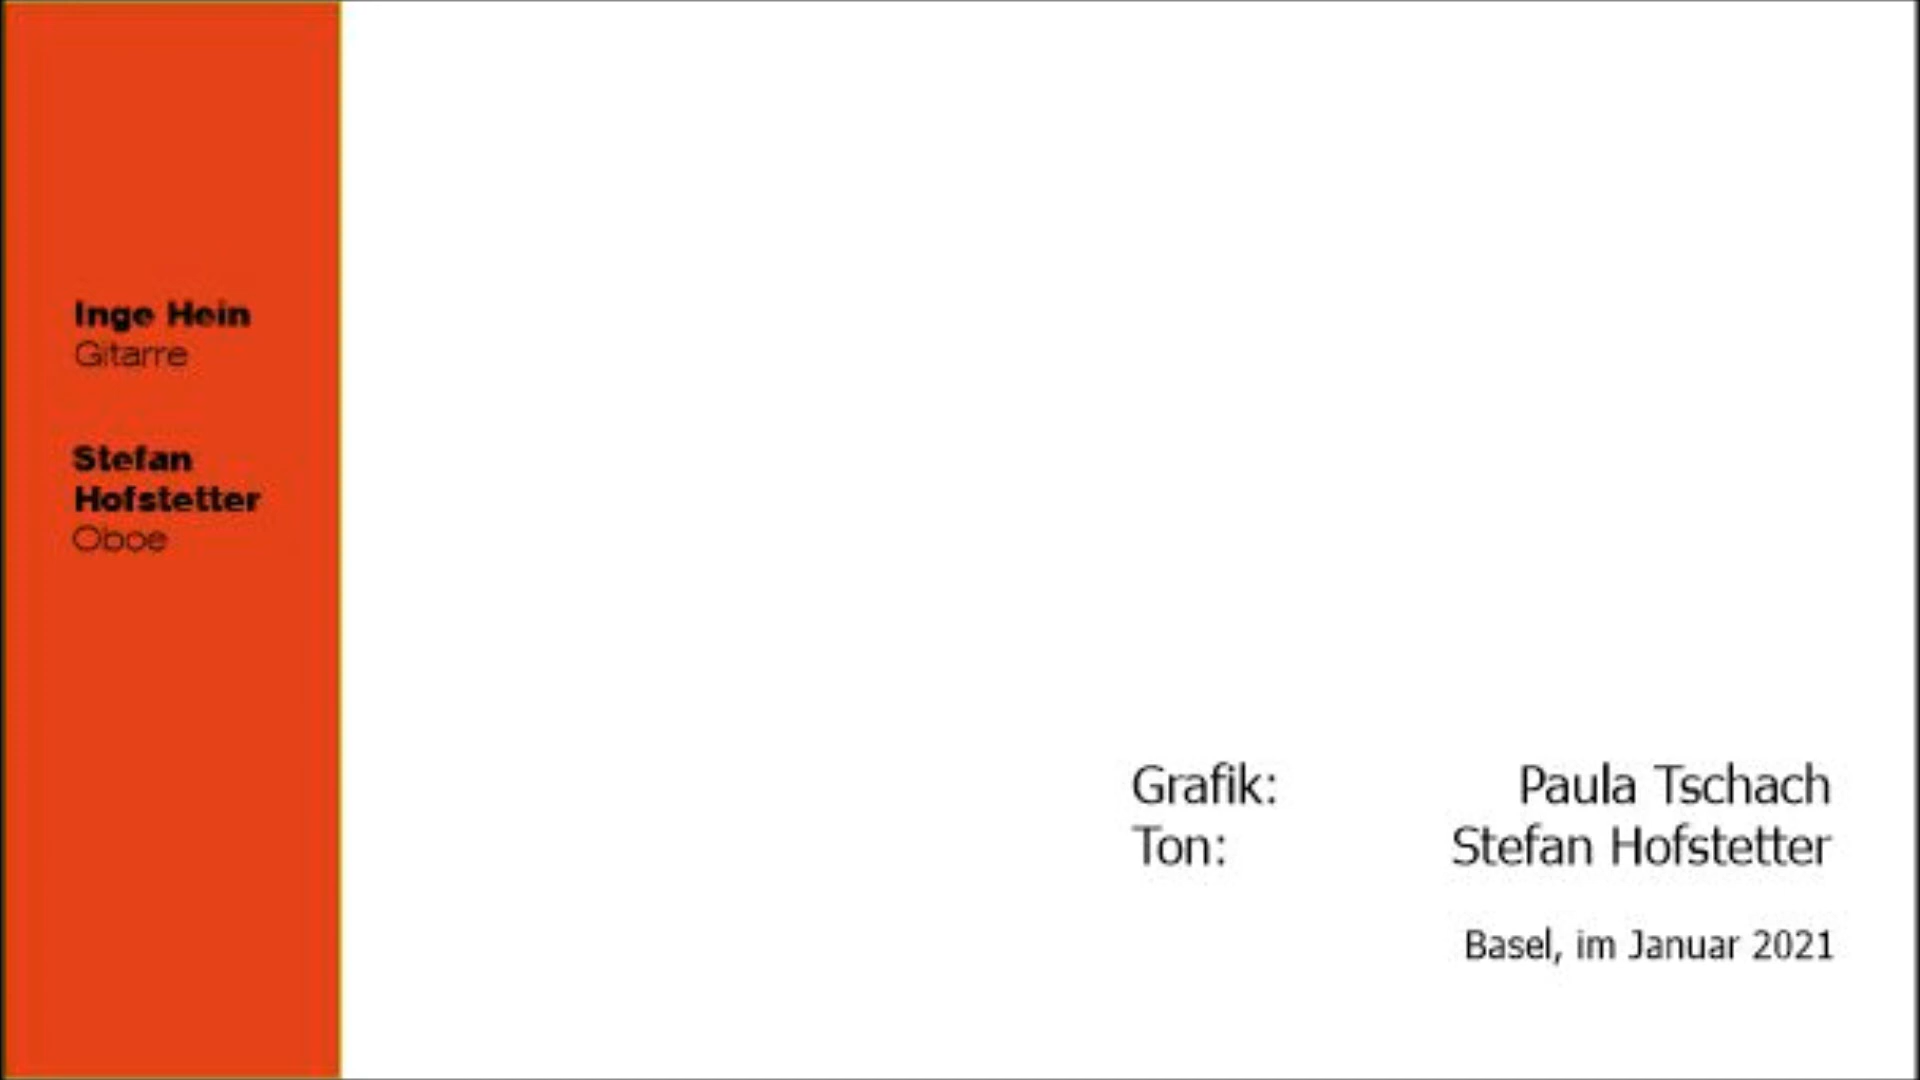 Inge Hein
Gitarre
Stefan
Hofstetter
Oboe
Grafik: Paula Tschach
Ton: Stefan Hofstetter
Basel, im Januar 2021